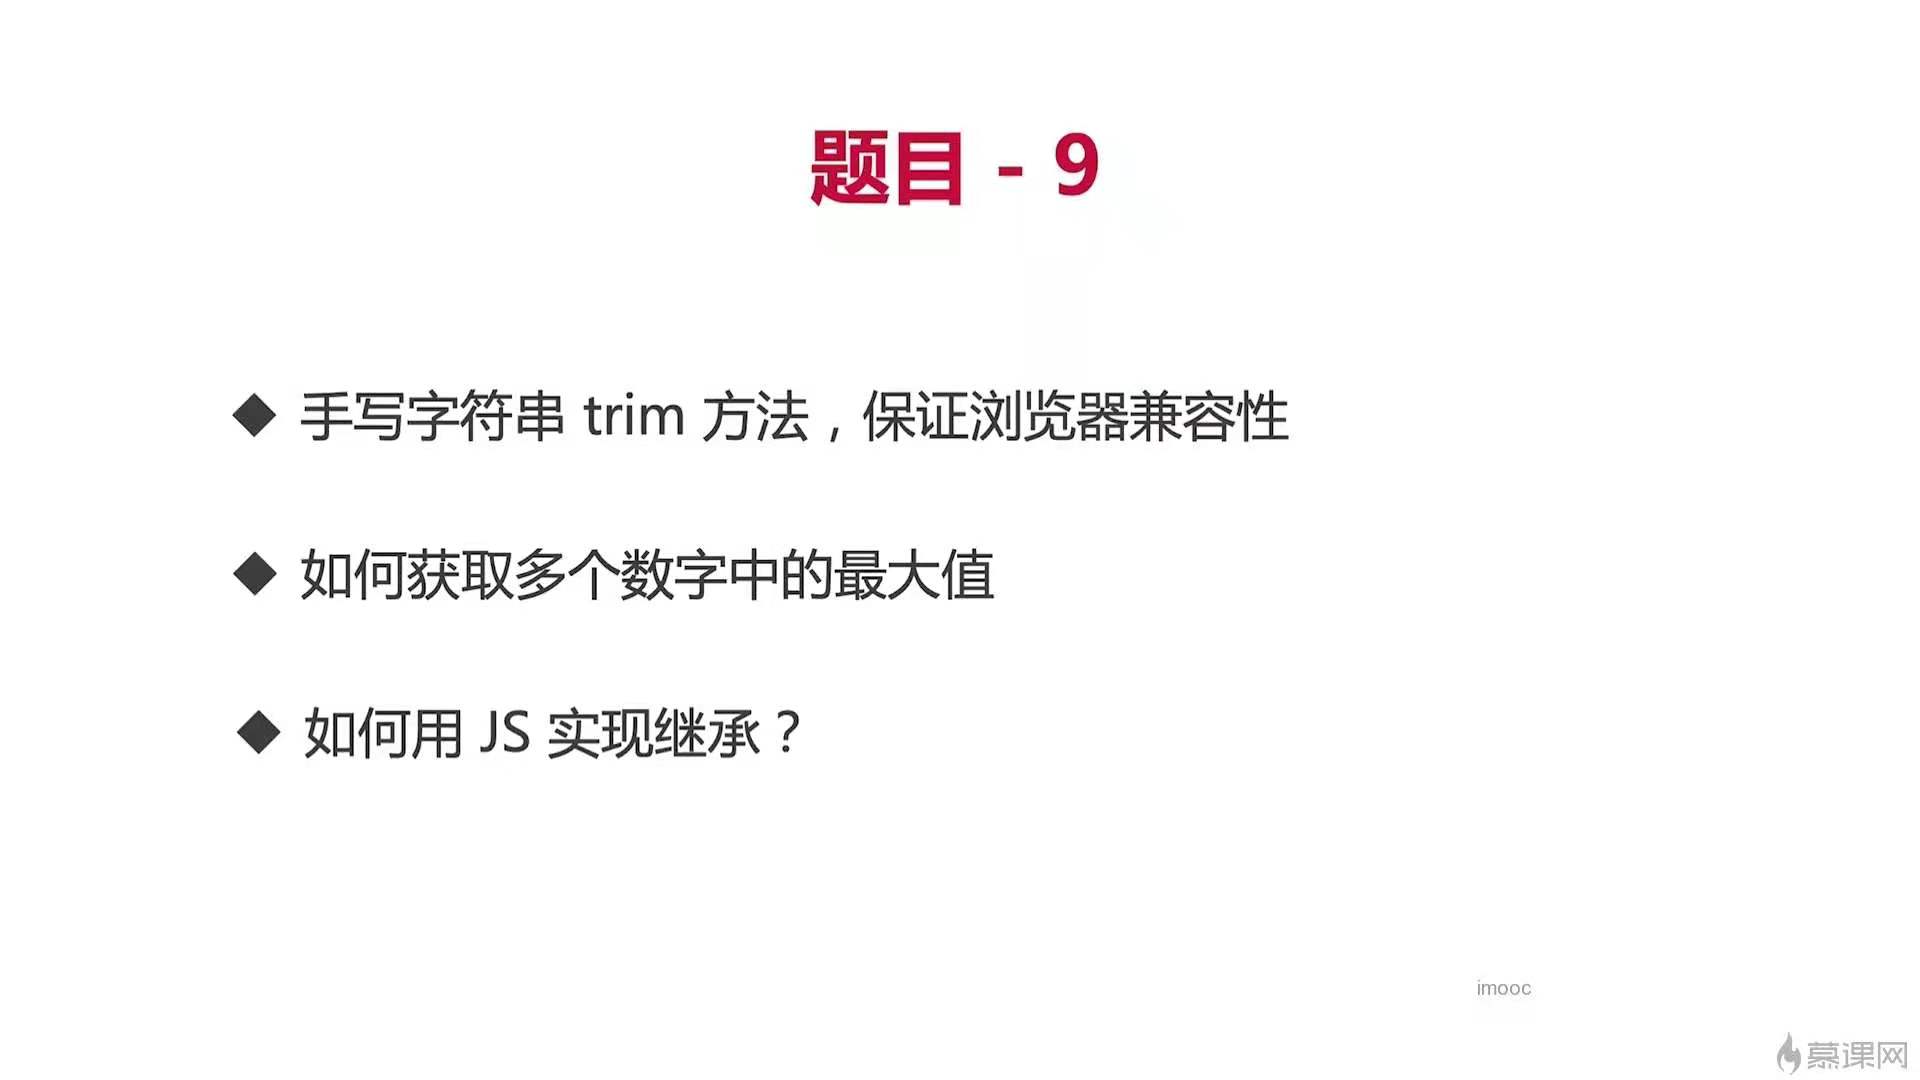 题目 - 9
手写字符串 trim 方法，保证浏览器兼容性
如何获取多个数字中的最大值
如何用 JS 实现继承？
imooc
慕课网